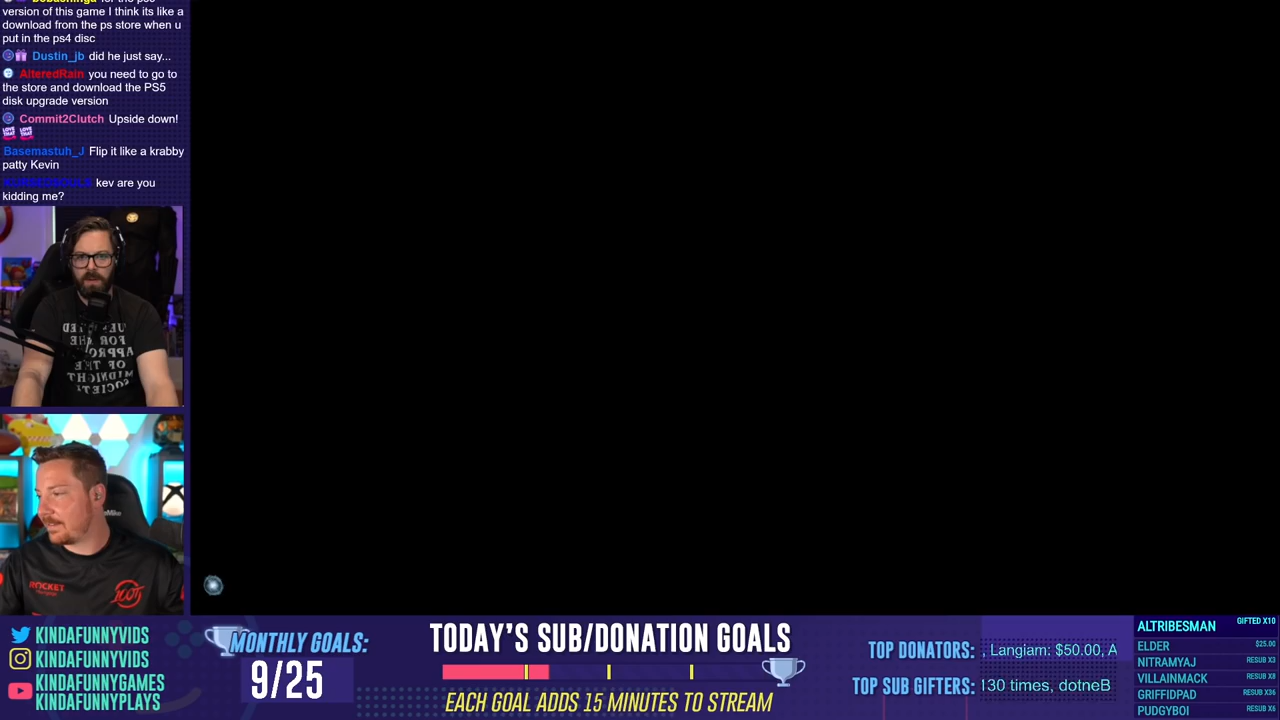 version of this game I think its like a
download from the ps store when u
put in the ps4 disc
Dustin_jb did he just say...
AlteredRain you need to go to
the store and download the PS5
disk upgrade version
Commit2Clutch Upside down!
Basemastuh_J Flip it like a krabby
patty Kevin
kev are you
kidding me?
ROCKET
KINDAFUNNYVIDS
KINDAFUNNYVIDS
KINDAFUNNYGAMES
KINDAFUNNYPLAYS
MONTHLY GOALS:
9/25
TODAY'S SUB/DONATION GOALS
EACH GOAL ADDS 15 MINUTES TO STREAM
TOP DONATORS: , Langiam: $50.00, A
TOP SUB GIFTERS: 130 times, dotneB
ALTRIBESMAN GIFTED X10
ELDER $25.00
NITRAMYAJ RESUB X3
VILLAINMACK RESUB X8
GRIFFIDPAD RESUB X36
PUDGYBOI RESUB X6